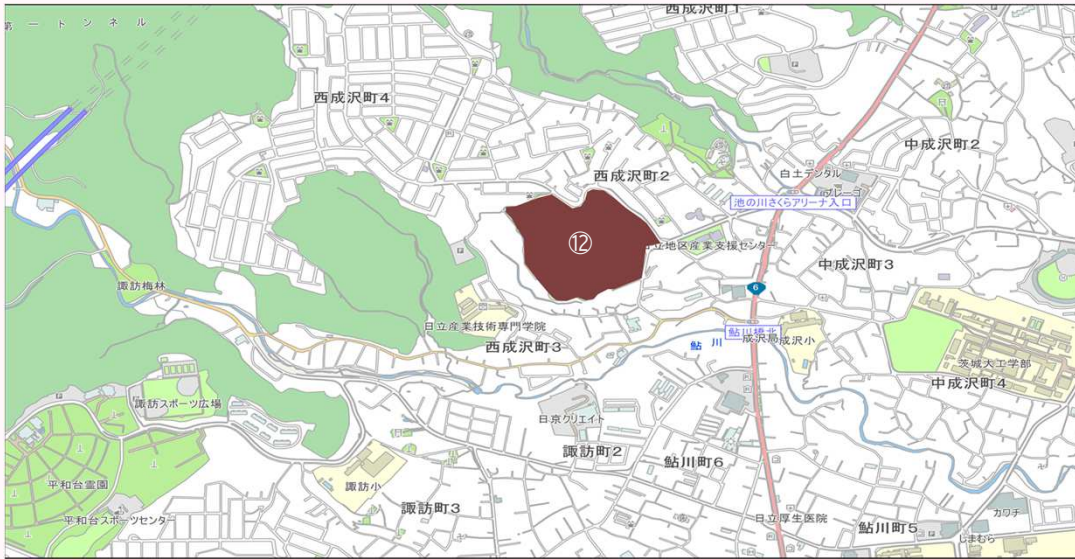 第一トンネル
西成沢町1
西成沢町4
中成沢町2
西成沢町2
白土デンタル
池の川さくらアリーナ入口
⑫
立地区産業支援センター
中成沢町3
6
諏訪梅林
日立産業技術専門学院
鮎川橋北
西成沢町3
鮎川
成沢局
成沢小
茨城大工学部
中成沢町4
諏訪スポーツ広場
日京クリエイト
諏訪町2
鮎川町6
諏訪小
平和台霊園
諏訪町3
平和台スポーツセンター
日立厚生医院
鮎川町5
カワチ
しまむら